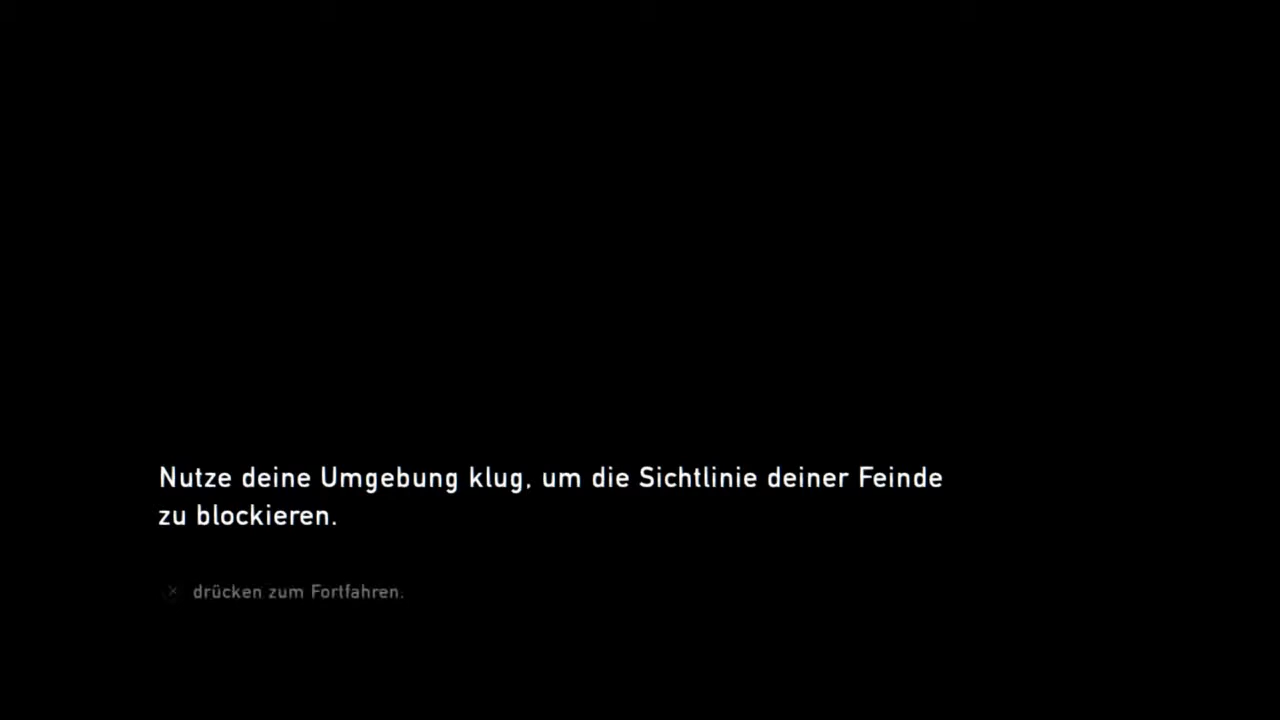 Nutze deine Umgebung klug, um die Sichtlinie deiner Feinde
zu blockieren.
drücken zum Fortfahren.